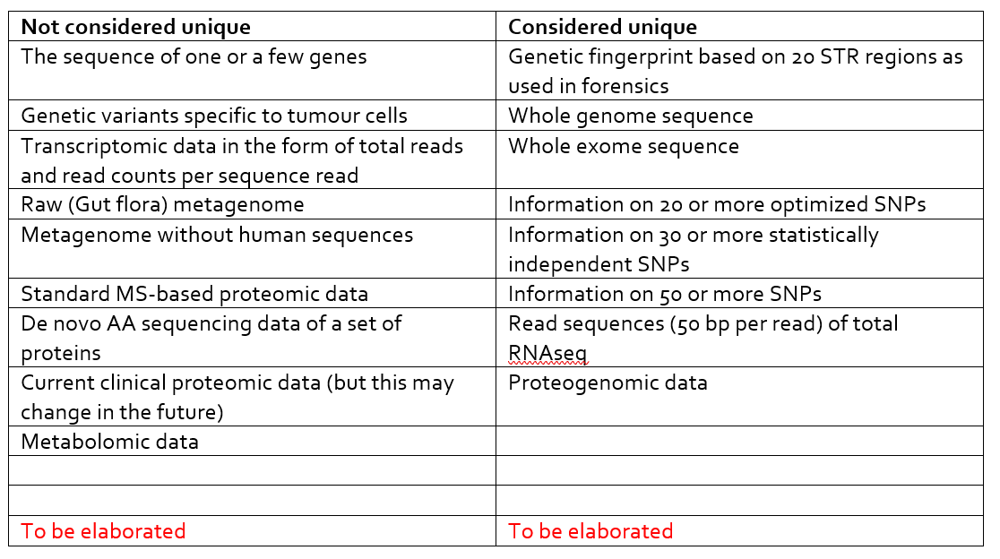 Not considered unique
Considered unique
The sequence of one or a few genes
Genetic fingerprint based on 20 STR regions as
used in forensics
Genetic variants specific to tumour cells
Whole genome sequence
Transcriptomic data in the form of total reads
and read counts per sequence read
Whole exome sequence
Raw (Gut flora) metagenome
Information on 20 or more optimized SNPs
Metagenome without human sequences
Information on 30 or more statistically
independent SNPs
Standard MS-based proteomic data
Information on 50 or more SNPs
De novo AA sequencing data of a set of
proteins
Read sequences (50 bp per read) of total
RNAseq
Current clinical proteomic data (but this may
change in the future)
Proteogenomic data
Metabolomic data
To be elaborated
To be elaborated